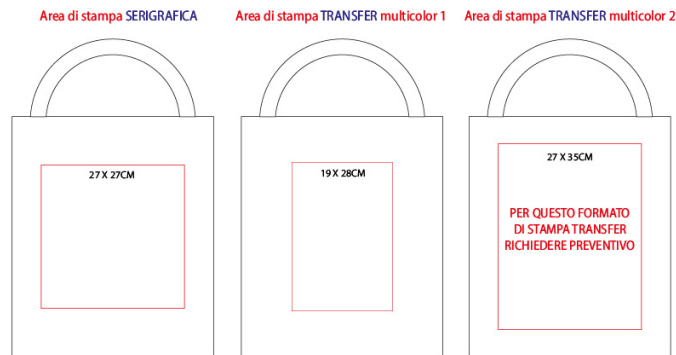 Area di stampa SERIGRAFICA
27 X 27CM
Area di stampa TRANSFER multicolor 1
19 X 28CM
Area di stampa TRANSFER multicolor 2
27 X 35CM
PER QUESTO FORMATO
DI STAMPA TRANSFER
RICHIEDERE PREVENTIVO